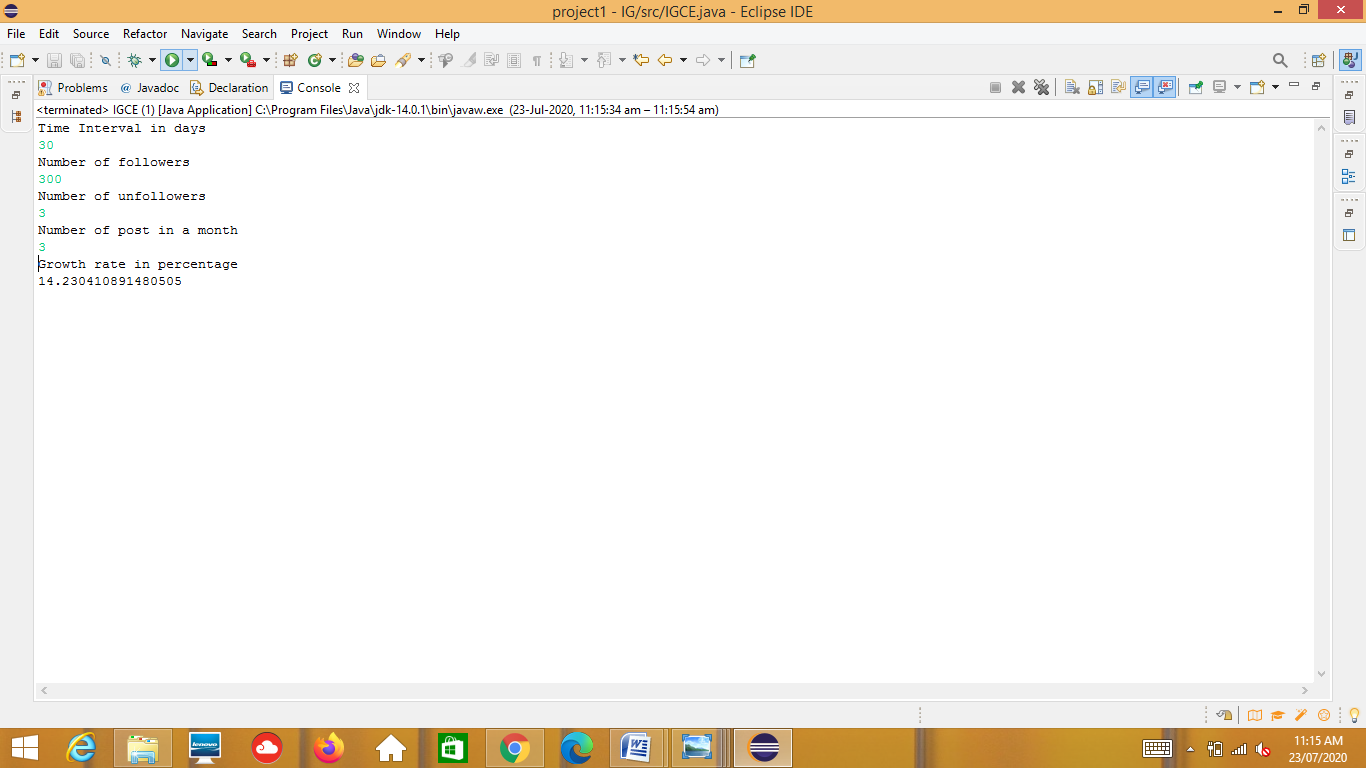 project1 - IG/src/IGCE.java - Eclipse IDE
File Edit Source Refactor Navigate Search Project Run Window Help
Problems @ Javadoc Declaration Console
<terminated> IGCE (1) [Java Application] C:\Program Files\Java\jdk-14.0.1\bin\javaw.exe (23-Jul-2020, 11:15:34 am – 11:15:54 am)
Time Interval in days
30
Number of followers
300
Number of unfollowers
3
Number of post in a month
3
Growth rate in percentage
14.230410891480505
lenovo
11:15 AM
23/07/2020